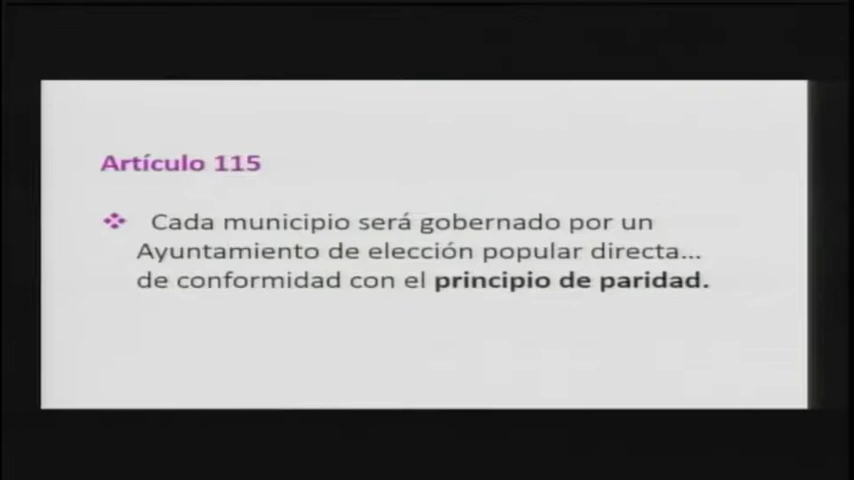 Artículo 115
Cada municipio será gobernado por un
Ayuntamiento de elección popular directa...
de conformidad con el principio de paridad.